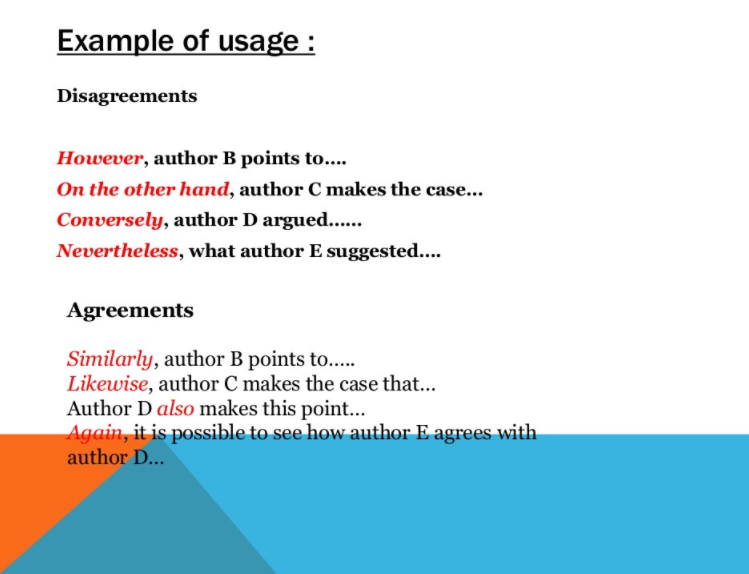 Example of usage :
Disagreements
However, author B points to....
On the other hand, author C makes the case...
Conversely, author D argued......
Nevertheless, what author E suggested....
Agreements
Similarly, author B points to.....
Likewise, author C makes the case that...
Author D also makes this point...
Again, it is possible to see how author E agrees with
author D...